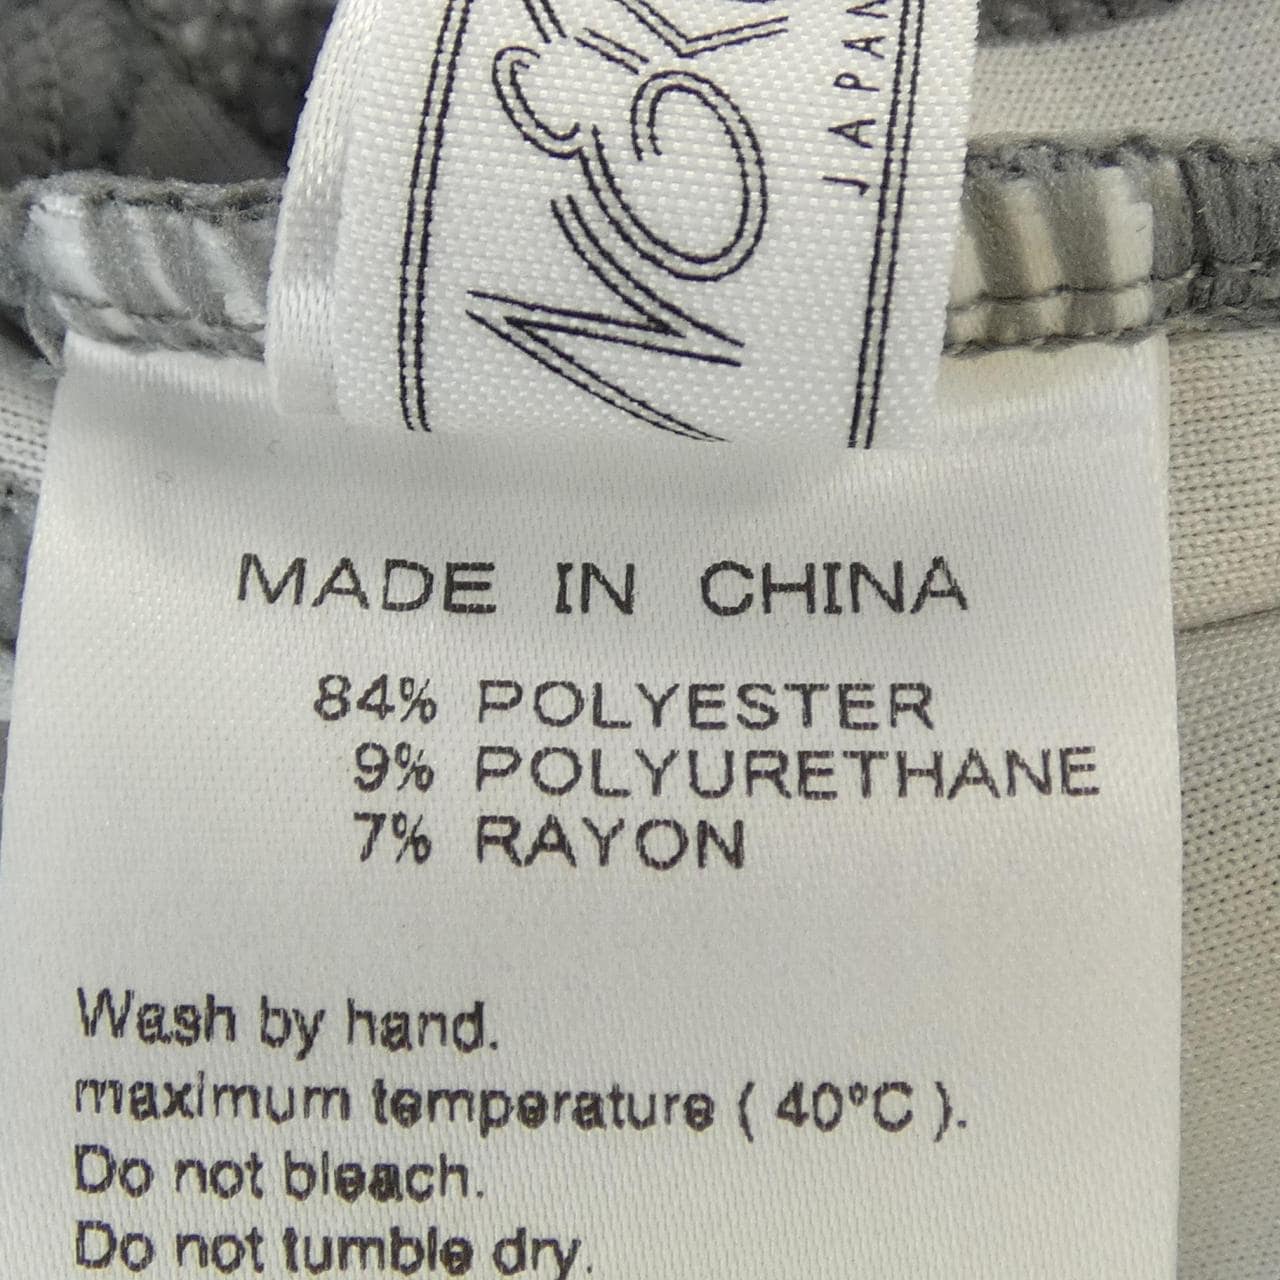 JAPAN
MADE IN CHINA
84% POLYESTER
9% POLYURETHANE
7% RAYON
Wash by hand.
maximum temperature ( 40°C ).
Do not bleach.
Do not tumble dry.